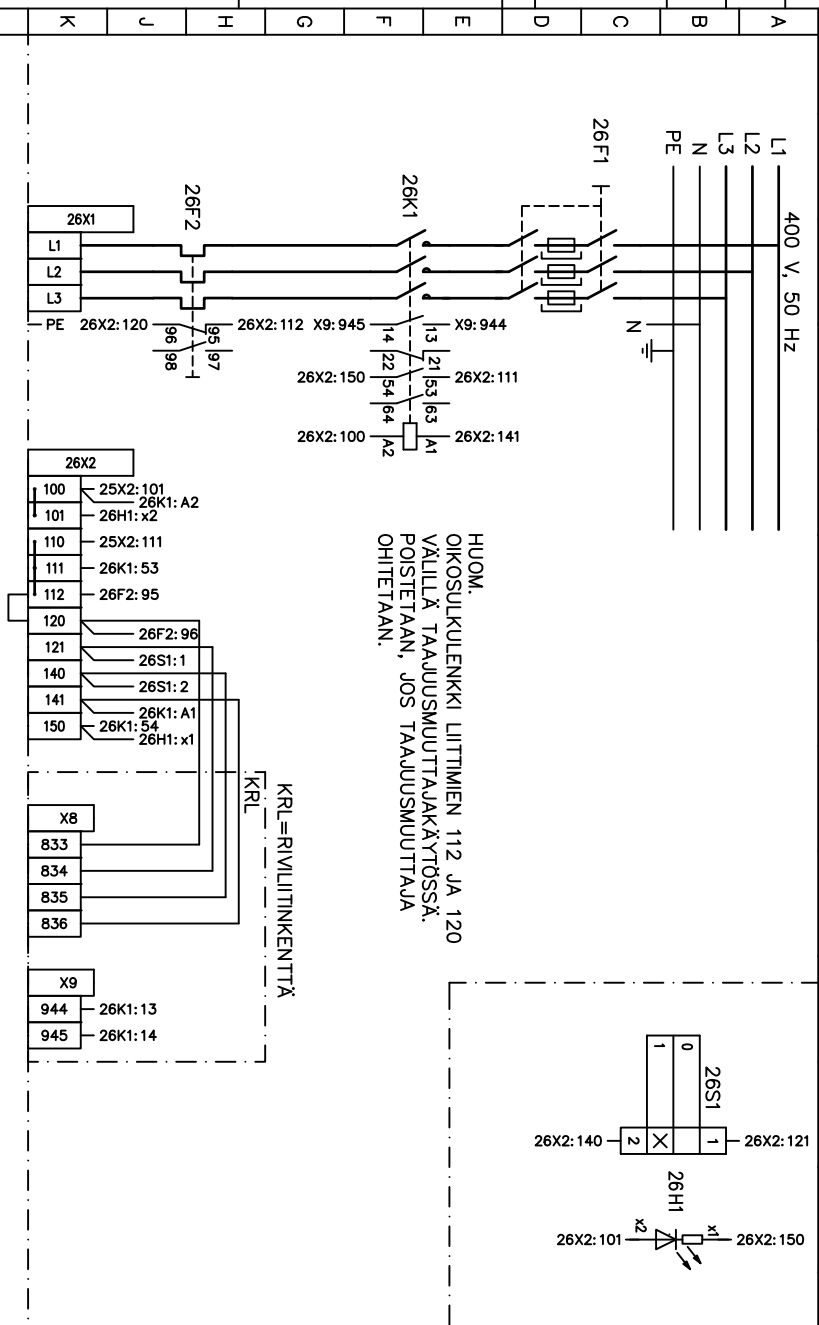 K J H G F E D C B A
400 V, 50 Hz
L1
L2
L3
N
PE
26F1
N
26K1
X9:945 14 13 X9:944
22 21
26X2:150 54 53 26X2:111
64 63
26X2:100 A2 A1 26X2:141
26F2
26X2:120 96 95 26X2:112
98 97
26X1
L1
L2
L3
PE
26X2
100 25X2:101
26K1:A2
101 26H1:x2
110 25X2:111
111 26K1:53
112 26F2:95
120
26F2:96
121
26S1:1
140
26S1:2
141
26K1:A1
150 26K1:54
26H1:x1
HUOM.
OIKOSULKULENKKI LIITTIMIEN 112 JA 120
VÄLILLÄ TAAJUUSMUUTTAJAKÄYTÖSSÄ.
POISTETAAN, JOS TAAJUUSMUUTTAJA
OHITETAAN.
KRL=RIVILIITINKENTTÄ
KRL
X8
833
834
835
836
X9
944 26K1:13
945 26K1:14
26S1
0
1
26X2:140 2 X 1 26X2:121
26H1
26X2:101 x2 x1 26X2:150